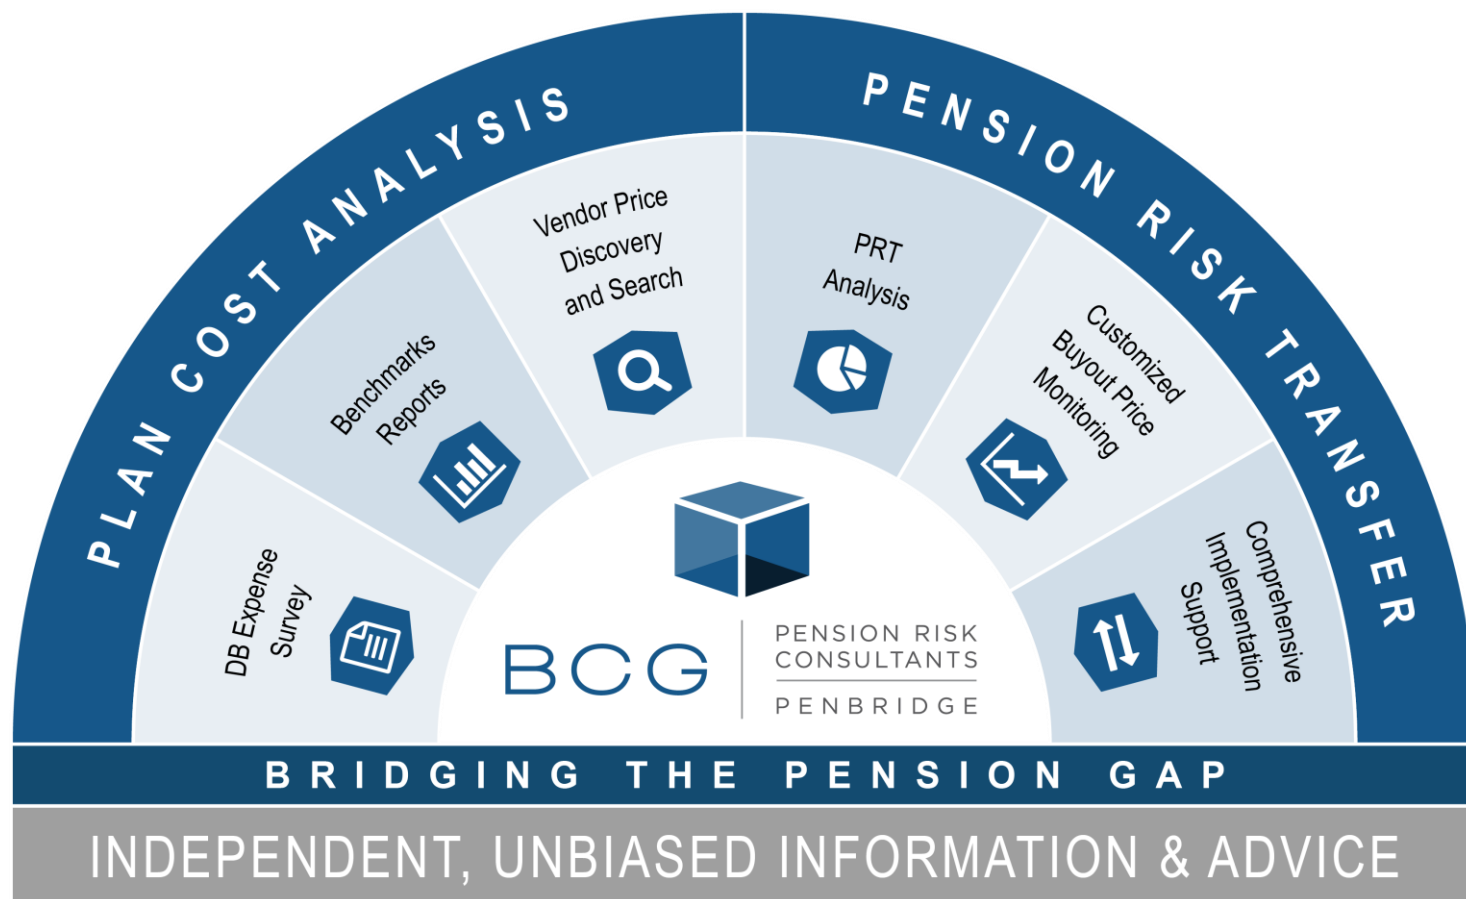 PLAN COST ANALYSIS
PENSION RISK TRANSFER
DB Expense
Survey
Benchmarks
Reports
Vendor Price
Discovery
and Search
PRT
Analysis
Customized
Buyout Price
Monitoring
Comprehensive
Implementation
Support
BCG
PENSION RISK
CONSULTANTS
PENBRIDGE
BRIDGING THE PENSION GAP
INDEPENDENT, UNBIASED INFORMATION & ADVICE